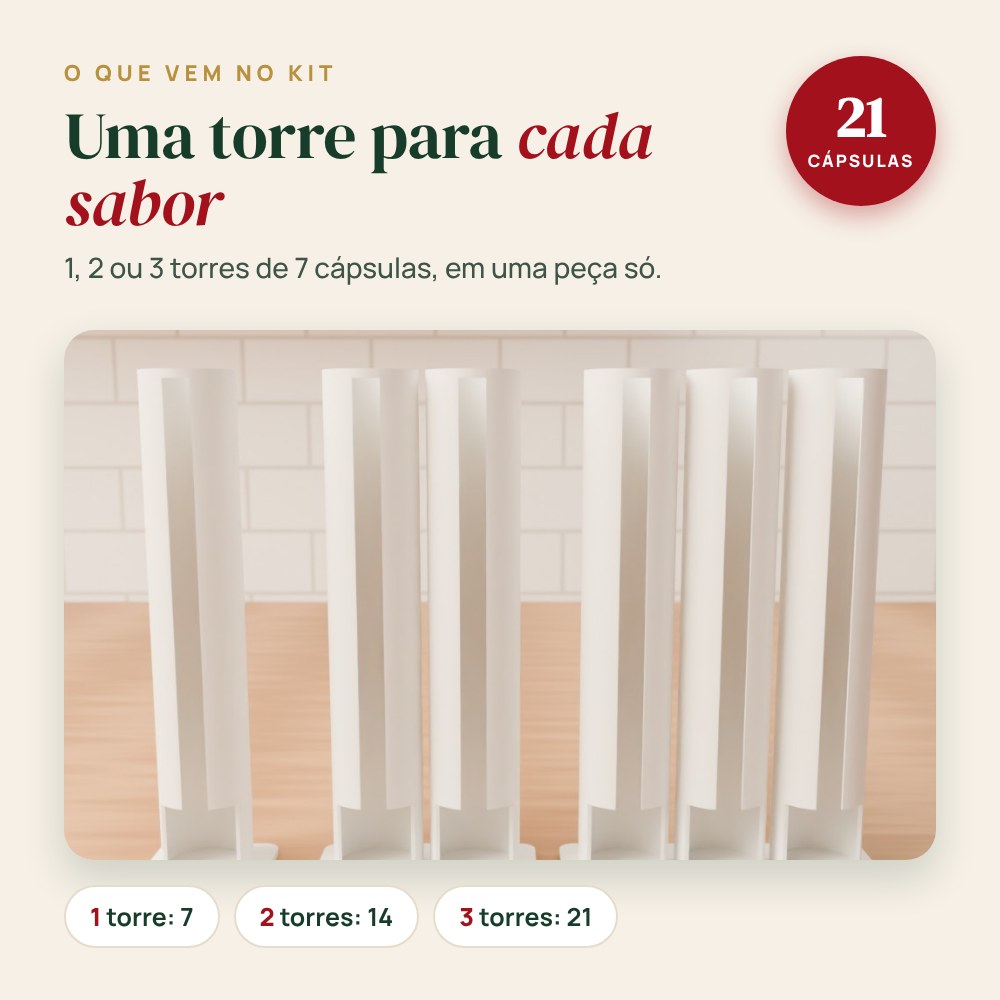 O QUE VEM NO KIT
Uma torre para cada
sabor
1, 2 ou 3 torres de 7 cápsulas, em uma peça só.
21
CÁPSULAS
1 torre: 7
2 torres: 14
3 torres: 21